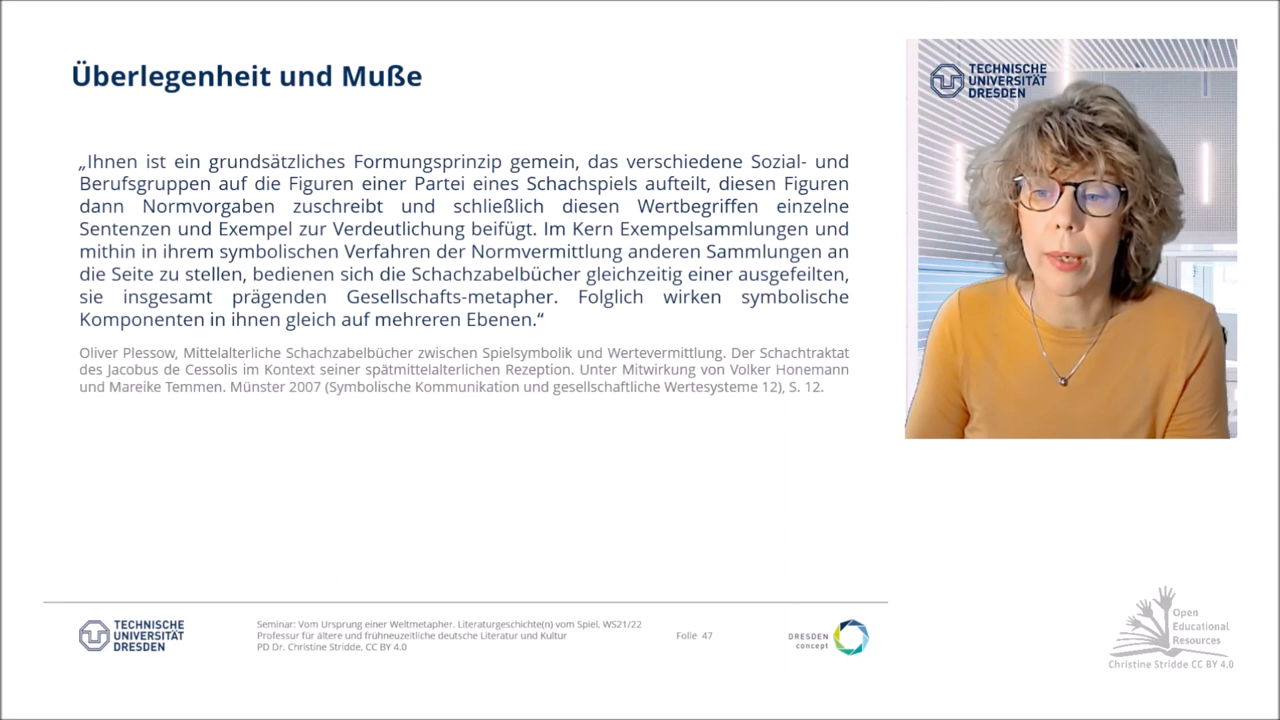 Überlegenheit und Muße
„Ihnen ist ein grundsätzliches Formungsprinzip gemein, das verschiedene Sozial- und
Berufsgruppen auf die Figuren einer Partei eines Schachspiels aufteilt, diesen Figuren
dann Normvorgaben zuschreibt und schließlich diesen Wertbegriffen einzelne
Sentenzen und Exempel zur Verdeutlichung beifügt. Im Kern Exempelsammlungen und
mithin in ihrem symbolischen Verfahren der Normvermittlung anderen Sammlungen an
die Seite zu stellen, bedienen sich die Schachzabelbücher gleichzeitig einer ausgefeilten,
sie insgesamt prägenden Gesellschafts-metapher. Folglich wirken symbolische
Komponenten in ihnen gleich auf mehreren Ebenen.“
Oliver Plessow, Mittelalterliche Schachzabelbücher zwischen Spielsymbolik und Wertevermittlung. Der Schachtraktat
des Jacobus de Cessolis im Kontext seiner spätmittelalterlichen Rezeption. Unter Mitwirkung von Volker Honemann
und Mareike Temmen. Münster 2007 (Symbolische Kommunikation und gesellschaftliche Wertesysteme 12), S. 12.
TECHNISCHE
UNIVERSITÄT
DRESDEN
TECHNISCHE
UNIVERSITÄT
DRESDEN
Seminar: Vom Ursprung einer Weltmetapher. Literaturgeschichte(n) vom Spiel. WS21/22
Professur für ältere und frühneuzeitliche deutsche Literatur und Kultur
PD Dr. Christine Stridde, CC BY 4.0
Folie 47
DRESDEN
concept
Open
Educational
Resources
Christine Stridde CC BY 4.0